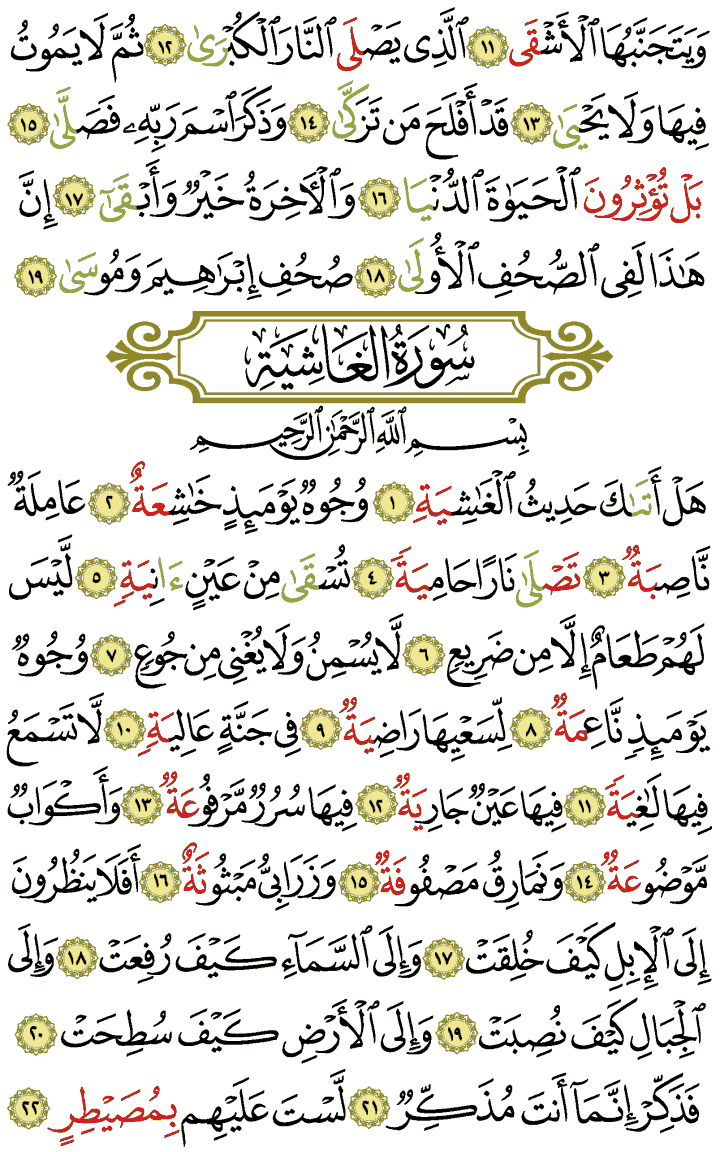 وَيَتَجَنَّبُهَا ٱلۡأَشۡقَى ١١ ٱلَّذِي يَصۡلَى ٱلنَّارَ ٱلۡكُبۡرَىٰ ١٢ ثُمَّ لَا يَمُوتُ
فِيهَا وَلَا يَحۡيَىٰ ١٣ قَدۡ أَفۡلَحَ مَن تَزَكَّىٰ ١٤ وَذَكَرَ ٱسۡمَ رَبِّهِۦ فَصَلَّىٰ ١٥
بَلۡ تُؤۡثِرُونَ ٱلۡحَيَوٰةَ ٱلدُّنۡيَا ١٦ وَٱلۡأٓخِرَةُ خَيۡرٞ وَأَبۡقَىٰٓ ١٧ إِنَّ
هَٰذَا لَفِي ٱلصُّحُفِ ٱلۡأُولَىٰ ١٨ صُحُفِ إِبۡرَٰهِيمَ وَمُوسَىٰ ١٩
سُورَةُ الغَاشِيَةِ
بِسۡمِ ٱللَّهِ ٱلرَّحۡمَٰنِ ٱلرَّحِيمِ
هَلۡ أَتَىٰكَ حَدِيثُ ٱلۡغَٰشِيَةِ ١ وُجُوهٞ يَوۡمَئِذٍ خَٰشِعَةٌ ٢ عَامِلَةٞ
نَّاصِبَةٞ ٣ تَصۡلَىٰ نَارًا حَامِيَةٗ ٤ تُسۡقَىٰ مِنۡ عَيۡنٍ ءَانِيَةٖ ٥ لَّيۡسَ
لَهُمۡ طَعَامٌ إِلَّا مِن ضَرِيعٖ ٦ لَّا يُسۡمِنُ وَلَا يُغۡنِي مِن جُوعٖ ٧ وُجُوهٞ
يَوۡمَئِذٖ نَّاعِمَةٞ ٨ لِّسَعۡيِهَا رَاضِيَةٞ ٩ فِي جَنَّةٍ عَالِيَةٖ ١٠ لَّا تَسۡمَعُ
فِيهَا لَٰغِيَةٗ ١١ فِيهَا عَيۡنٞ جَارِيَةٞ ١٢ فِيهَا سُرُرٞ مَّرۡفُوعَةٞ ١٣ وَأَكۡوَابٞ
مَّوۡضُوعَةٞ ١٤ وَنَمَارِقُ مَصۡفُوفَةٞ ١٥ وَزَرَابِيُّ مَبۡثُوثَةٌ ١٦ أَفَلَا يَنظُرُونَ
إِلَى ٱلۡإِبِلِ كَيۡفَ خُلِقَتۡ ١٧ وَإِلَى ٱلسَّمَآءِ كَيۡفَ رُفِعَتۡ ١٨ وَإِلَى
ٱلۡجِبَالِ كَيۡفَ نُصِبَتۡ ١٩ وَإِلَى ٱلۡأَرۡضِ كَيۡفَ سُطِحَتۡ ٢٠
فَذَكِّرۡ إِنَّمَآ أَنتَ مُذَكِّرٞ ٢١ لَّسۡتَ عَلَيۡهِم بِمُصَيۡطِرٍ ٢٢